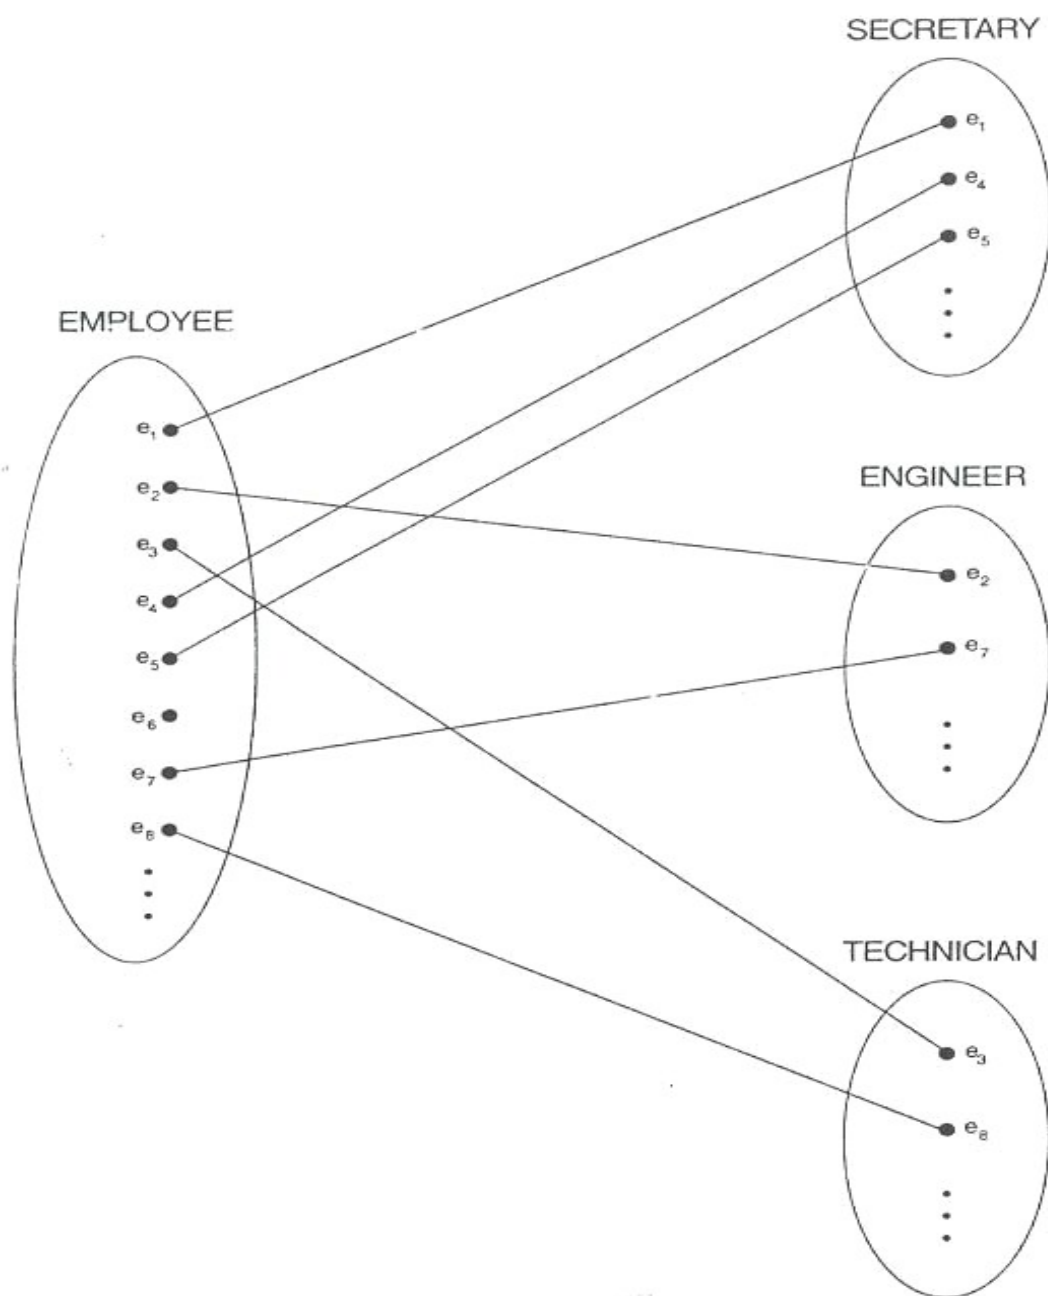 SECRETARY
e₁
e₄
e₅
EMPLOYEE
e₁
e₂
e₃
e₄
e₅
e₆
e₇
e₈
ENGINEER
e₂
e₇
TECHNICIAN
e₃
e₈